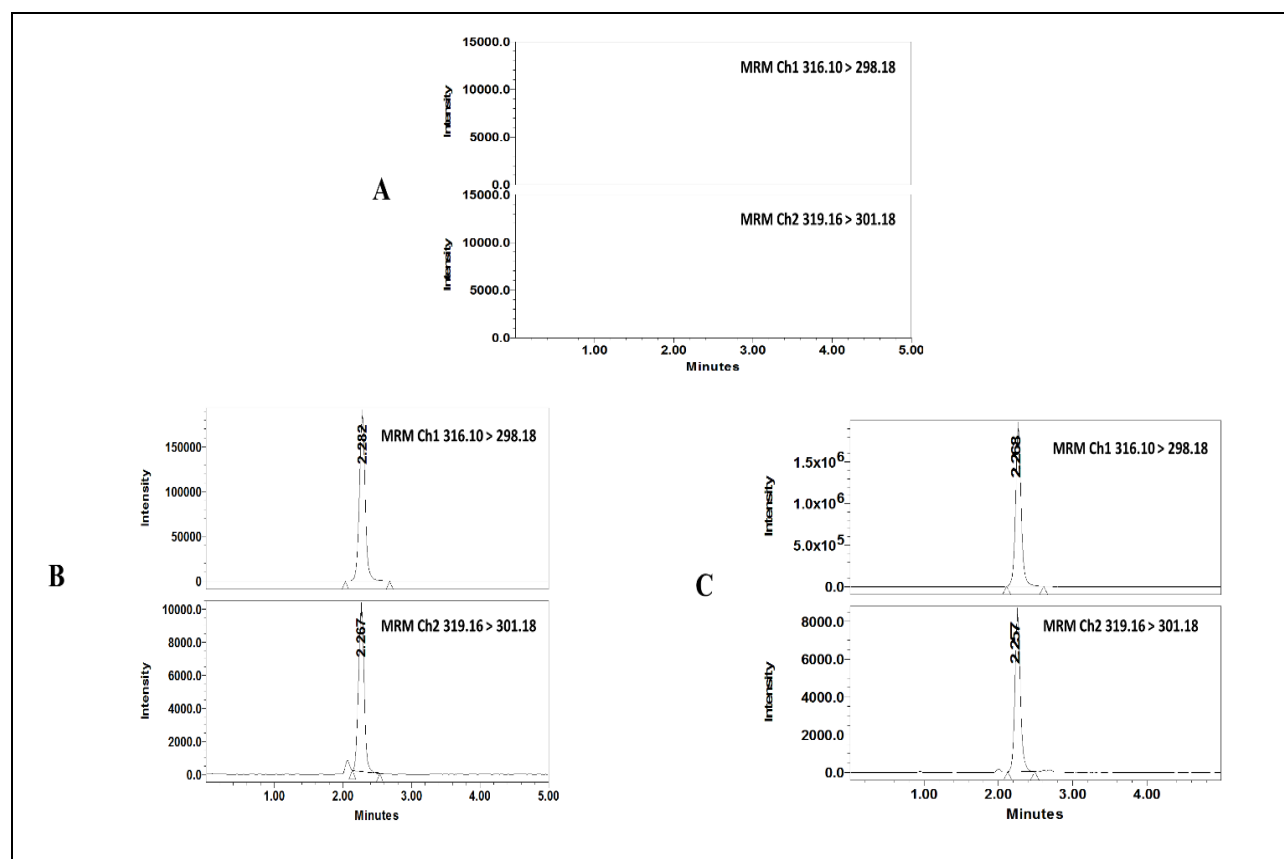 15000.0
MRM Ch1 316.10 > 298.18
10000.0
Intensity
5000.0
0.0
A
15000.0
MRM Ch2 319.16 > 301.18
10000.0
Intensity
5000.0
0.0
1.00 2.00 3.00 4.00 5.00
Minutes
B
2.282
MRM Ch1 316.10 > 298.18
150000
Intensity
100000
50000
0
10000.0
2.267
MRM Ch2 319.16 > 301.18
8000.0
Intensity
6000.0
4000.0
2000.0
0.0
1.00 2.00 3.00 4.00 5.00
Minutes
C
2.268
MRM Ch1 316.10 > 298.18
1.5x10⁶
Intensity
1.0x10⁶
5.0x10⁵
0.0
8000.0
2.257
MRM Ch2 319.16 > 301.18
6000.0
Intensity
4000.0
2000.0
0.0
1.00 2.00 3.00 4.00
Minutes